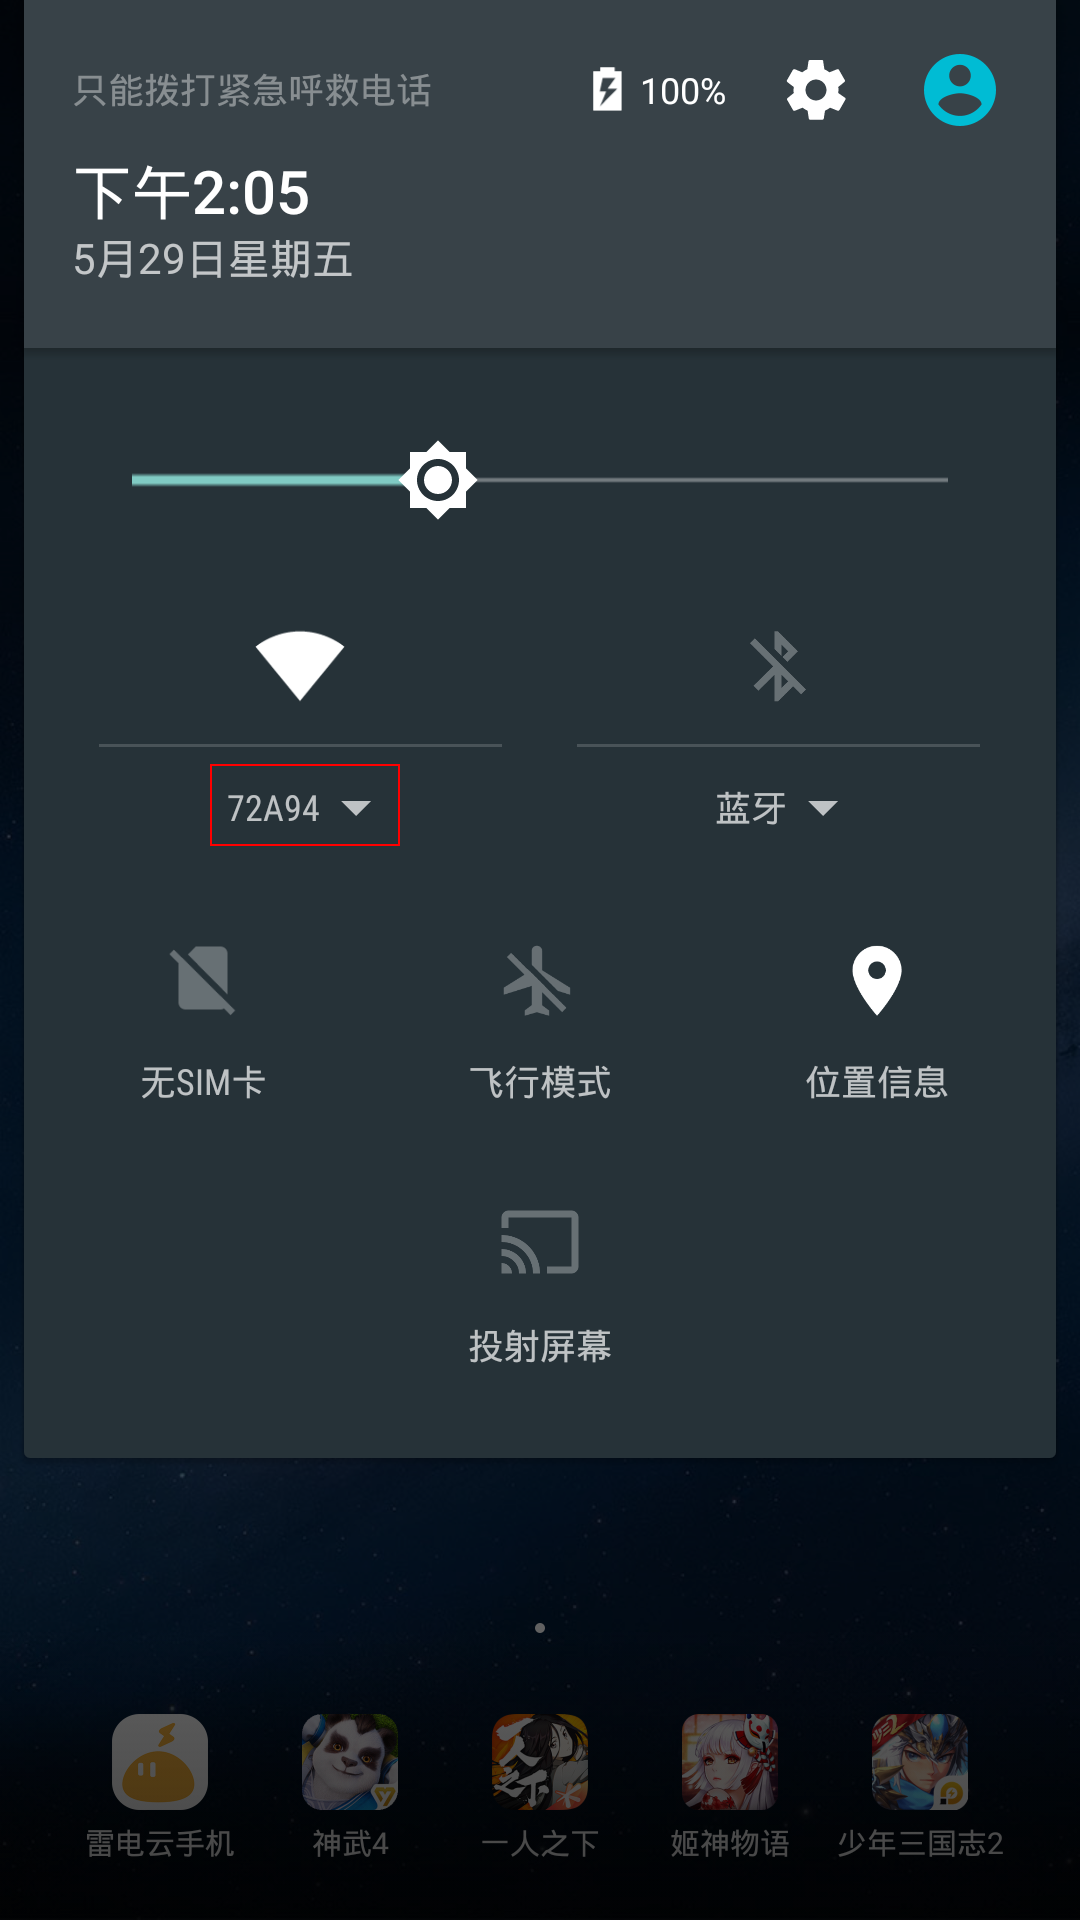 只能拨打紧急呼救电话
100%
下午2:05
5月29日星期五
72A94
蓝牙
无SIM卡
飞行模式
位置信息
投射屏幕
人之下
雷电云手机
神武4
一人之下
姬神物语
少年三国志2